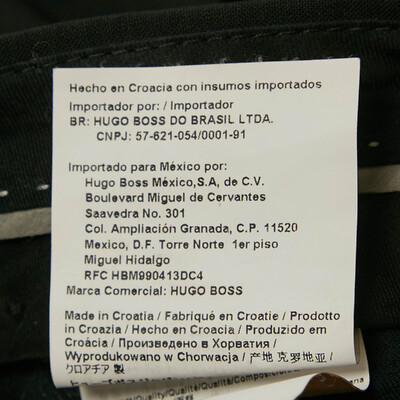 Hecho en Croacia con insumos importados
Importador por: / Importador
BR: HUGO BOSS DO BRASIL LTDA.
CNPJ: 57-621-054/0001-91
Importado para México por:
Hugo Boss México,S.A, de C.V.
Boulevard Miguel de Cervantes
Saavedra No. 301
Col. Ampliación Granada, C.P. 11520
Mexico, D.F. Torre Norte 1er piso
Miguel Hidalgo
RFC HBM990413DC4
Marca Comercial: HUGO BOSS
Made in Croatia / Fabriqué en Croatie / Prodotto
in Croazia / Hecho en Croacia / Produzido em
Croácia / Произведено в Хорватии /
Wyprodukowano w Chorwacja / 产地 克罗地亚 /
クロアチア 製